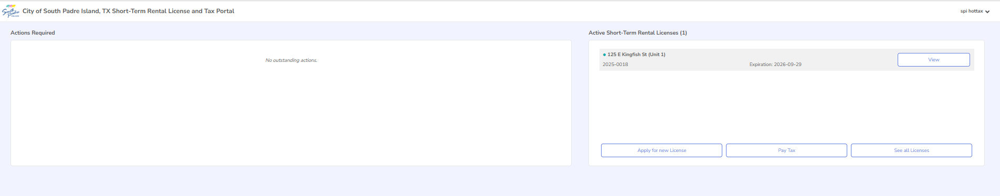 South
Padre
ISLAND
City of South Padre Island, TX Short-Term Rental License and Tax Portal
spi hottax
Actions Required
No outstanding actions.
Active Short-Term Rental Licenses (1)
125 E Kingfish St (Unit 1)
2025-0018
Expiration: 2026-09-29
View
Apply for new License
Pay Tax
See all Licenses